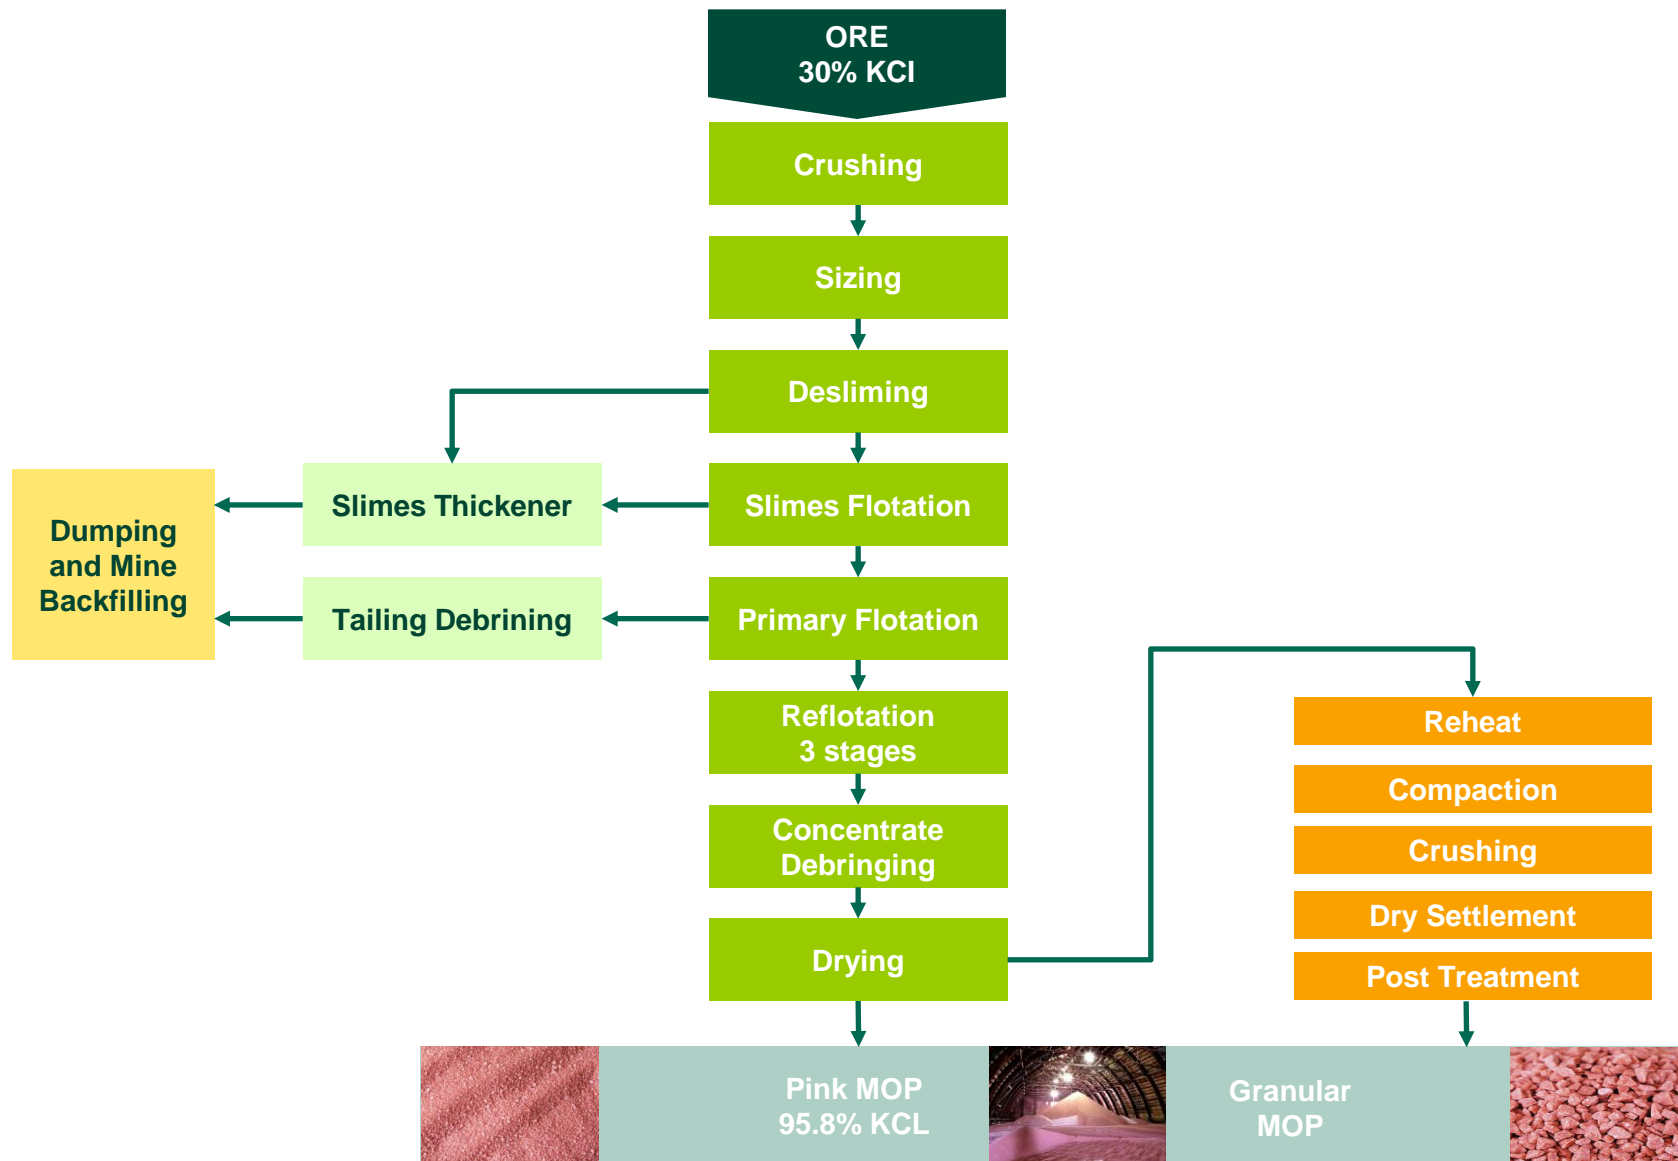 ORE
30% KCl
Crushing
Sizing
Desliming
Slimes Thickener
Slimes Flotation
Dumping
and Mine
Backfilling
Tailing Debrining
Primary Flotation
Reflotation
3 stages
Concentrate
Debringing
Drying
Reheat
Compaction
Crushing
Dry Settlement
Post Treatment
Pink MOP
95.8% KCL
Granular
MOP